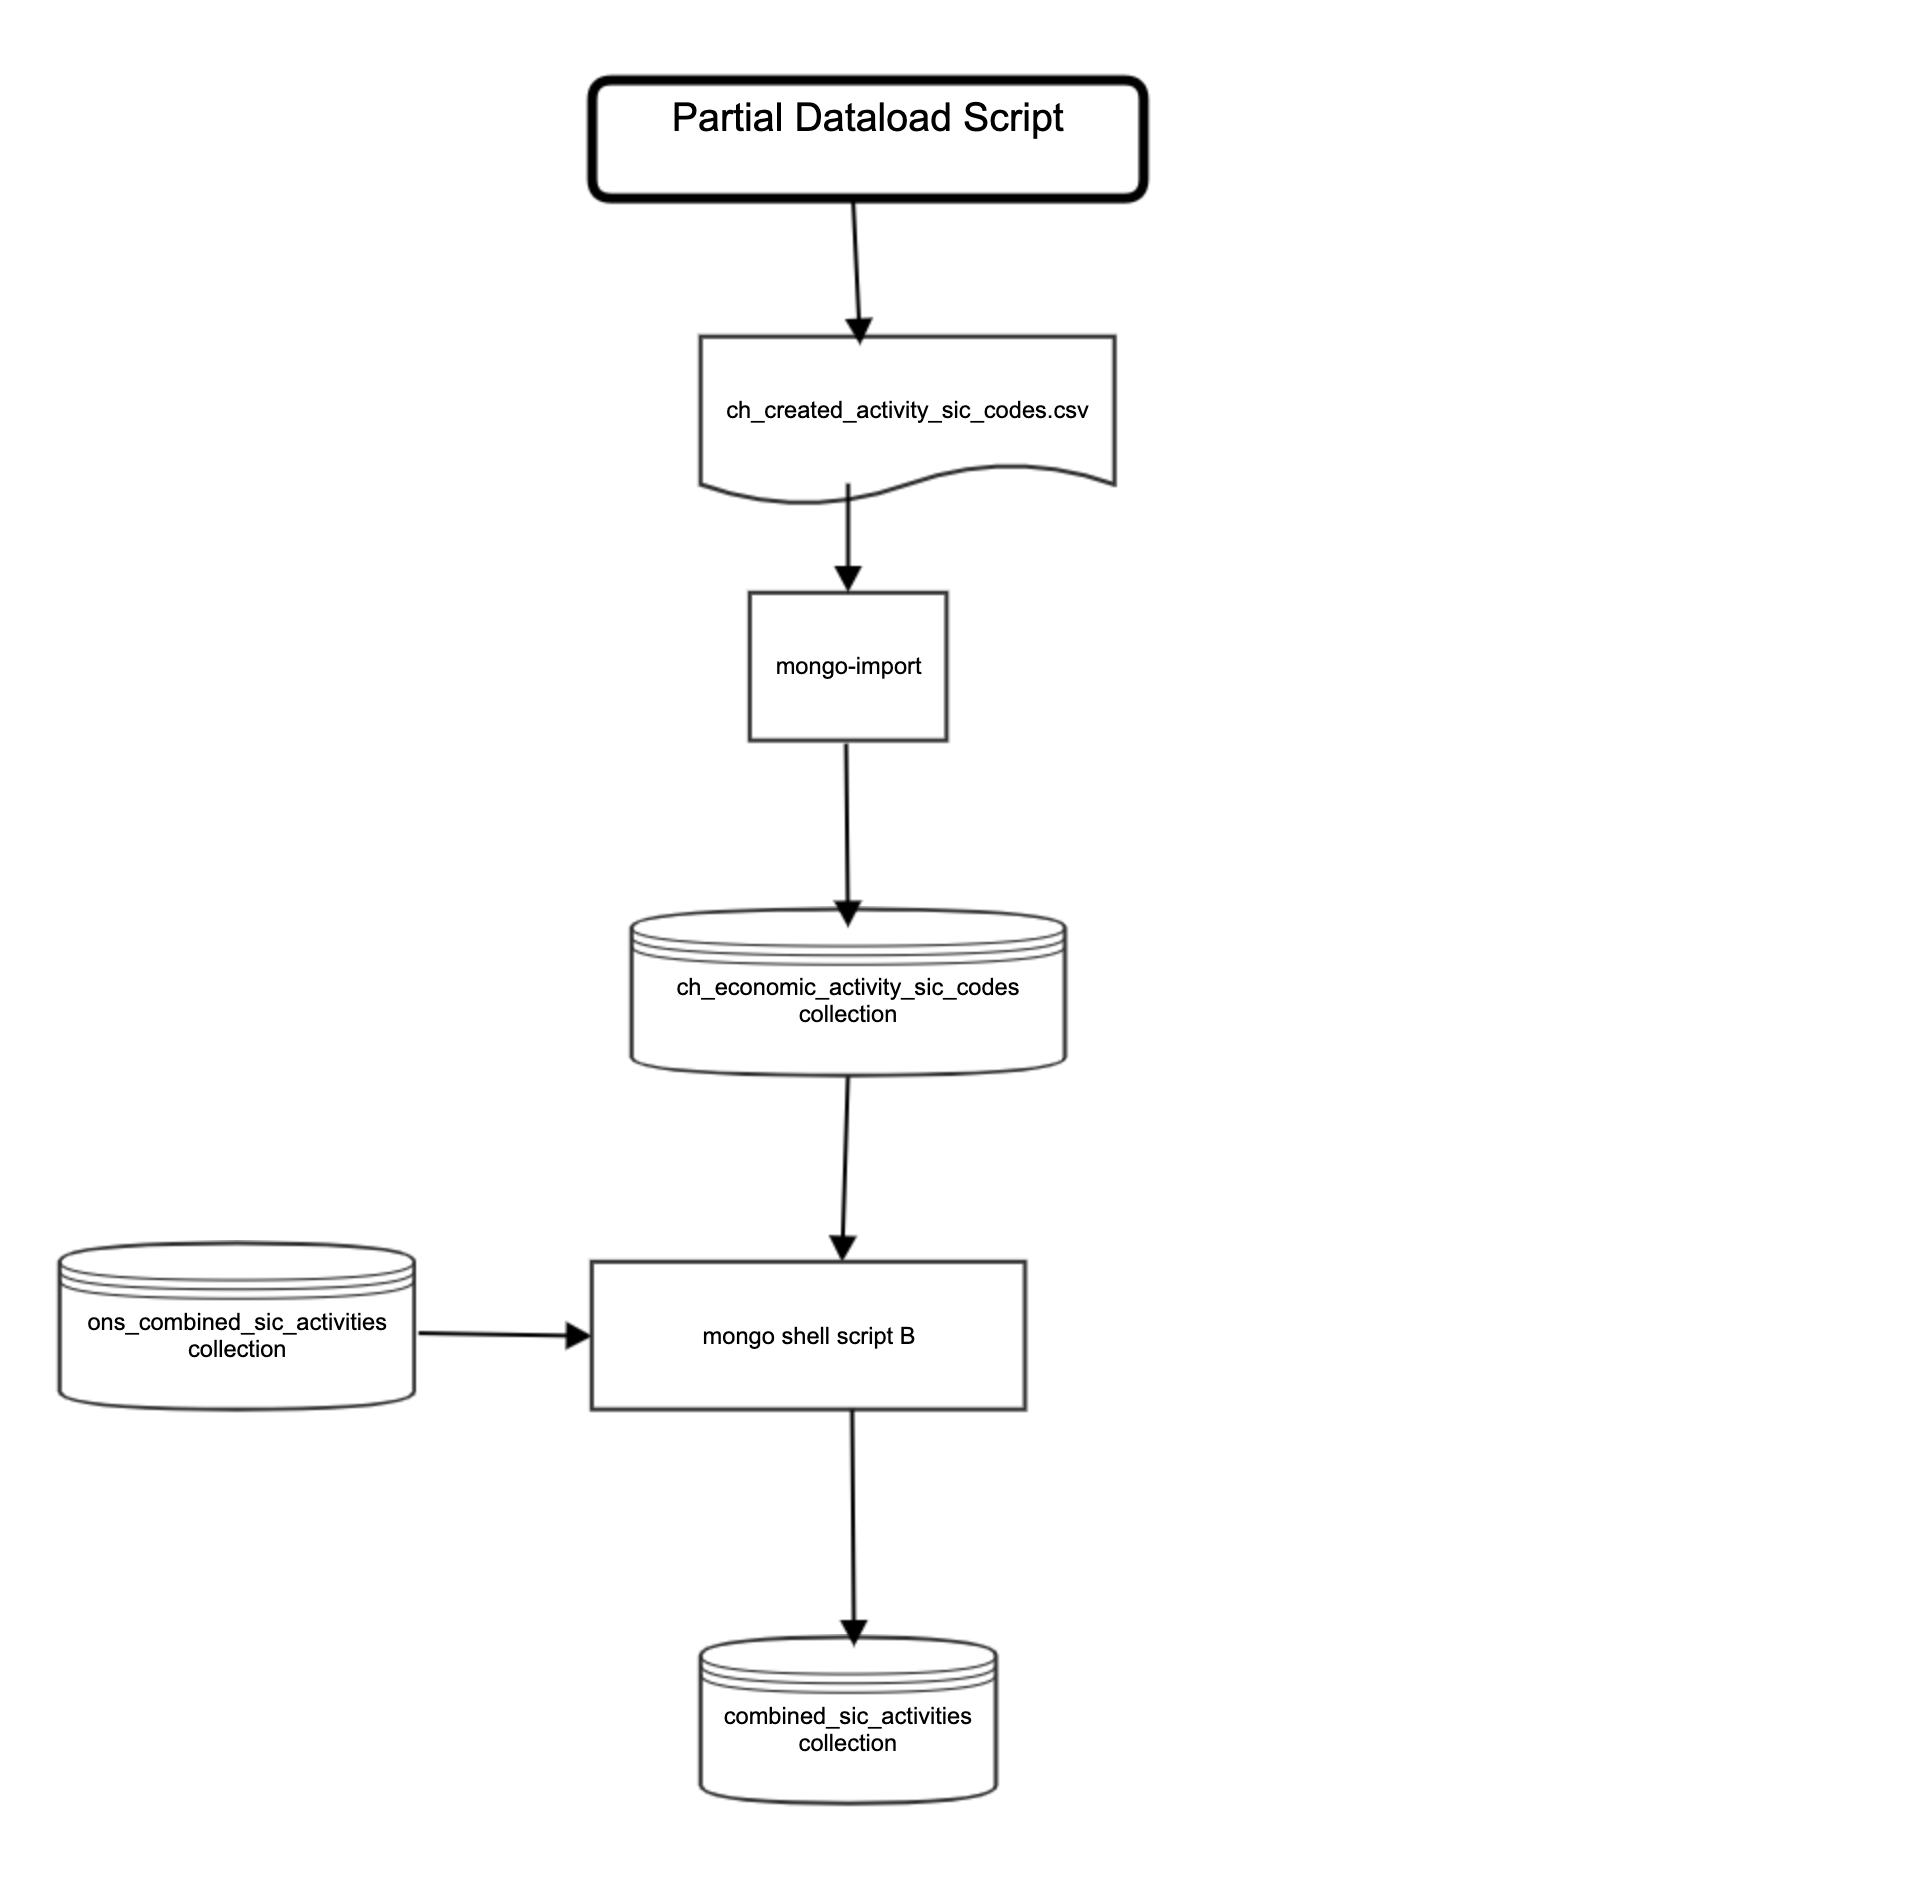 Partial Dataload Script
ch_created_activity_sic_codes.csv
mongo-import
ch_economic_activity_sic_codes
collection
ons_combined_sic_activities
collection
mongo shell script B
combined_sic_activities
collection